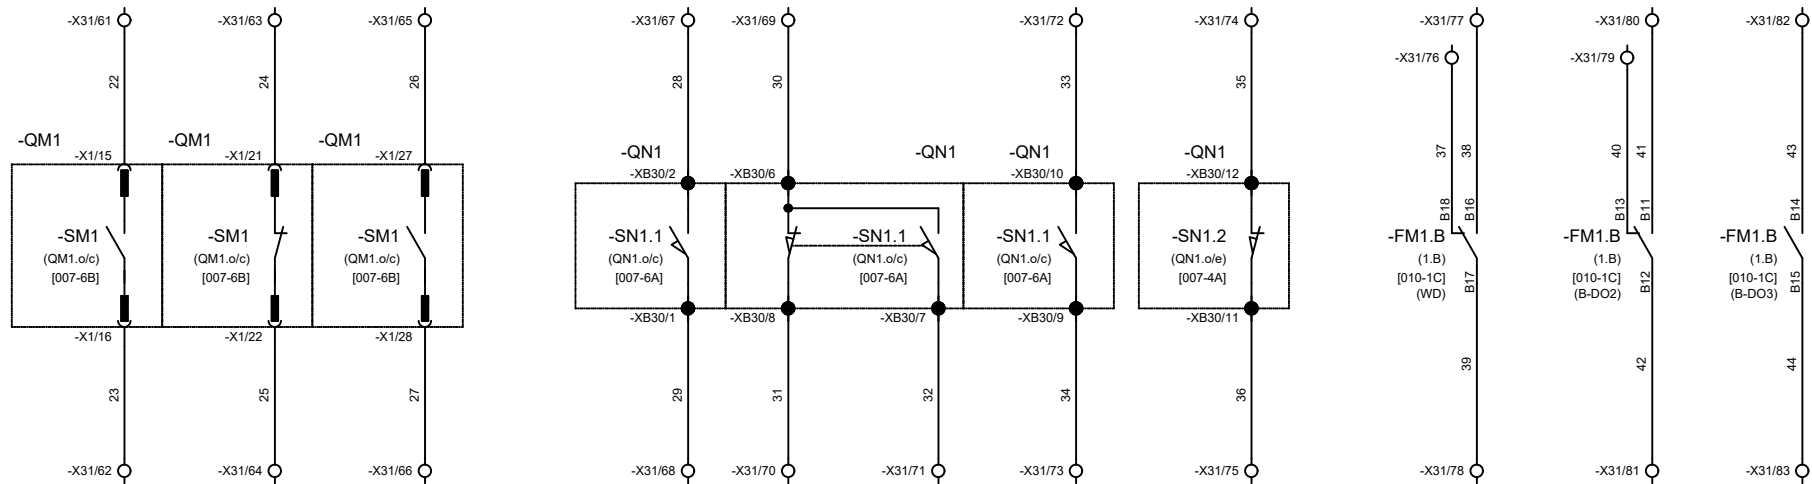 -X31/61
-X31/63
-X31/65
-X31/67
-X31/69
-X31/72
-X31/74
-X31/77
-X31/80
-X31/82
-X31/76
-X31/79
22
24
26
28
30
33
35
37
38
40
41
43
-QM1
-QM1
-QM1
-QN1
-QN1
-QN1
-QN1
-X1/15
-X1/21
-X1/27
-XB30/2
-XB30/6
-XB30/10
-XB30/12
B18
B16
B13
B11
B14
-SM1
(QM1.o/c)
[007-6B]
-SM1
(QM1.o/c)
[007-6B]
-SM1
(QM1.o/c)
[007-6B]
-SN1.1
(QN1.o/c)
[007-6A]
-SN1.1
(QN1.o/c)
[007-6A]
-SN1.1
(QN1.o/c)
[007-6A]
-SN1.2
(QN1.o/e)
[007-4A]
-FM1.B
(1.B)
[010-1C]
(WD)
B17
-FM1.B
(1.B)
[010-1C]
(B-DO2)
B12
-FM1.B
(1.B)
[010-1C]
(B-DO3)
B15
-X1/16
-X1/22
-X1/28
-XB30/1
-XB30/8
-XB30/7
-XB30/9
-XB30/11
23
25
27
29
31
32
34
36
39
42
44
-X31/62
-X31/64
-X31/66
-X31/68
-X31/70
-X31/71
-X31/73
-X31/75
-X31/78
-X31/81
-X31/83